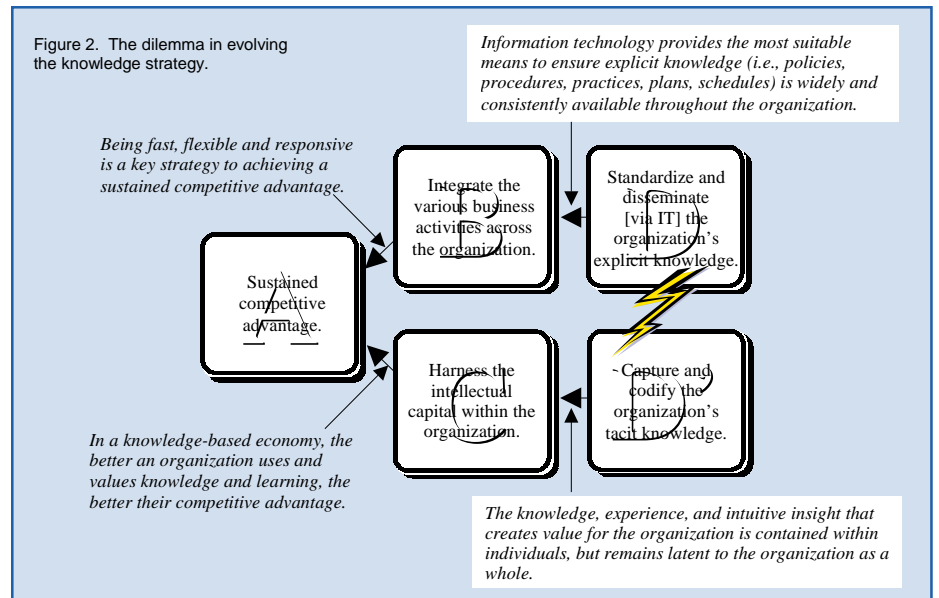 Figure 2.  The dilemma in evolving
the knowledge strategy.
Information technology provides the most suitable
means to ensure explicit knowledge (i.e., policies,
procedures, practices, plans, schedules) is widely and
consistently available throughout the organization.
Being fast, flexible and responsive
is a key strategy to achieving a
sustained competitive advantage.
B
Integrate the
various business
activities across
the organization.
D
Standardize and
disseminate
[via IT] the
organization’s
explicit knowledge.
A
Sustained
competitive
advantage.
C
Harness the
intellectual
capital within the
organization.
D’
Capture and
codify the
organization’s
tacit knowledge.
In a knowledge-based economy, the
better an organization uses and
values knowledge and learning, the
better their competitive advantage.
The knowledge, experience, and intuitive insight that
creates value for the organization is contained within
individuals, but remains latent to the organization as a
whole.